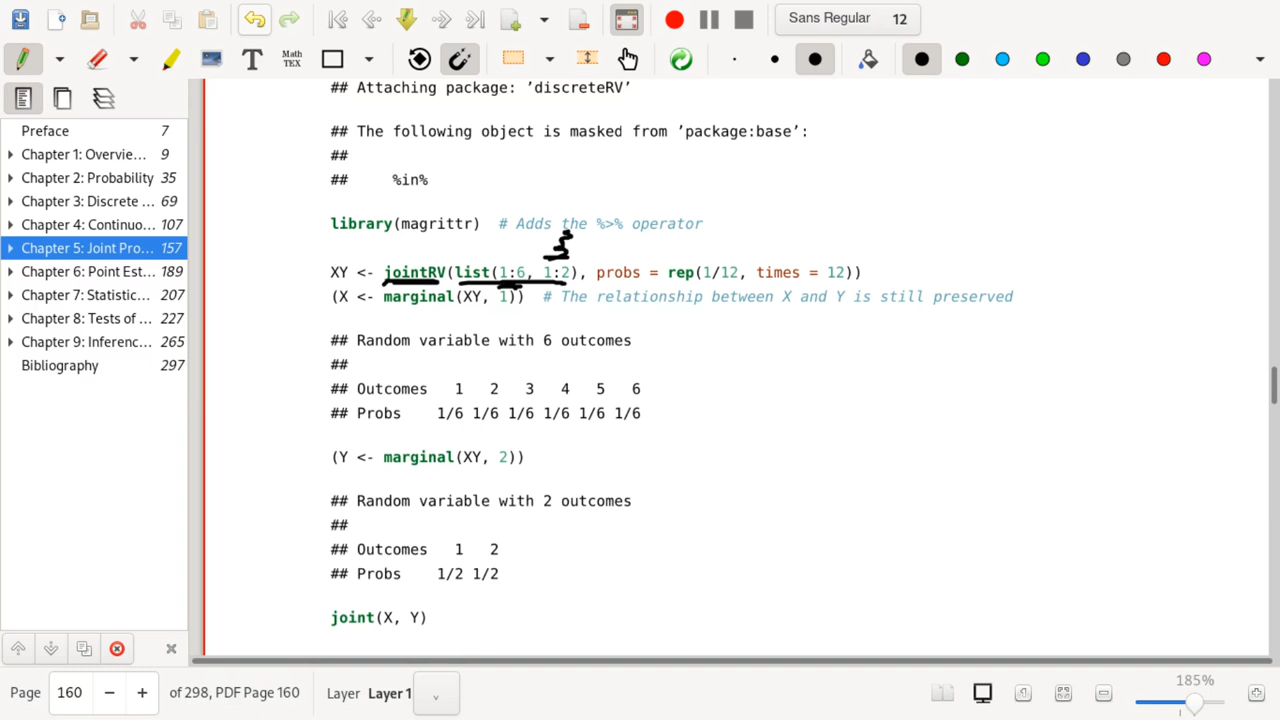 Sans Regular 12
T
Math
TEX
Preface 7
Chapter 1: Overvie... 9
Chapter 2: Probability 35
Chapter 3: Discrete ... 69
Chapter 4: Continuo... 107
Chapter 5: Joint Pro... 157
Chapter 6: Point Est... 189
Chapter 7: Statistic... 207
Chapter 8: Tests of ... 227
Chapter 9: Inferenc... 265
Bibliography 297
## Attaching package: ’discreteRV’
## The following object is masked from ’package:base’:
##
## %in%
library(magrittr) # Adds the %>% operator
XY <- jointRV(list(1:6, 1:2), probs = rep(1/12, times = 12))
(X <- marginal(XY, 1)) # The relationship between X and Y is still preserved
## Random variable with 6 outcomes
##
## Outcomes 1 2 3 4 5 6
## Probs 1/6 1/6 1/6 1/6 1/6 1/6
(Y <- marginal(XY, 2))
## Random variable with 2 outcomes
##
## Outcomes 1 2
## Probs 1/2 1/2
joint(X, Y)
Page 160 of 298, PDF Page 160 Layer Layer 1
185%